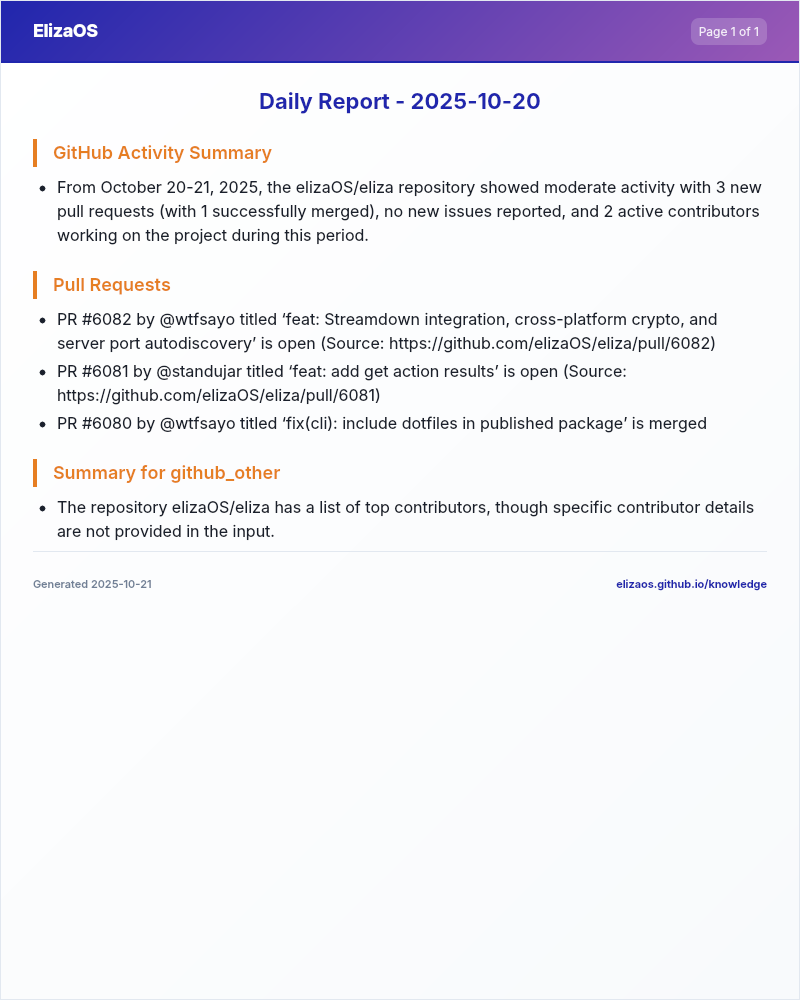 ElizaOS
Page 1 of 1
Daily Report - 2025-10-20
GitHub Activity Summary
• From October 20-21, 2025, the elizaOS/eliza repository showed moderate activity with 3 new
pull requests (with 1 successfully merged), no new issues reported, and 2 active contributors
working on the project during this period.
Pull Requests
• PR #6082 by @wtfsayo titled ‘feat: Streamdown integration, cross-platform crypto, and
server port autodiscovery’ is open (Source: https://github.com/elizaOS/eliza/pull/6082)
• PR #6081 by @standujar titled ‘feat: add get action results’ is open (Source:
https://github.com/elizaOS/eliza/pull/6081)
• PR #6080 by @wtfsayo titled ‘fix(cli): include dotfiles in published package’ is merged
Summary for github_other
• The repository elizaOS/eliza has a list of top contributors, though specific contributor details
are not provided in the input.
Generated 2025-10-21
elizaos.github.io/knowledge